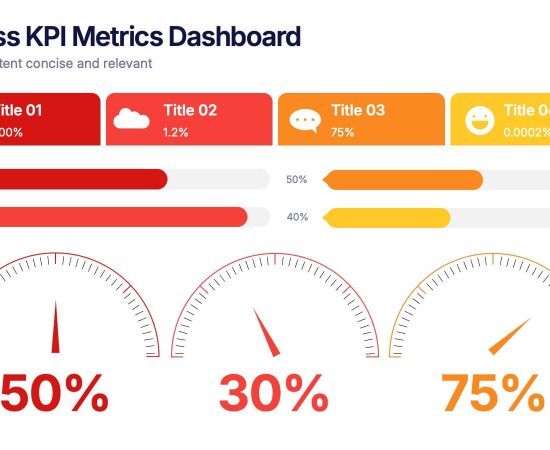 ss KPI Metrics Dashboard
tent concise and relevant
itle 01
00%
Title 02
1.2%
Title 03
75%
Title 0
0.0002%
50%
40%
50%
30%
75%